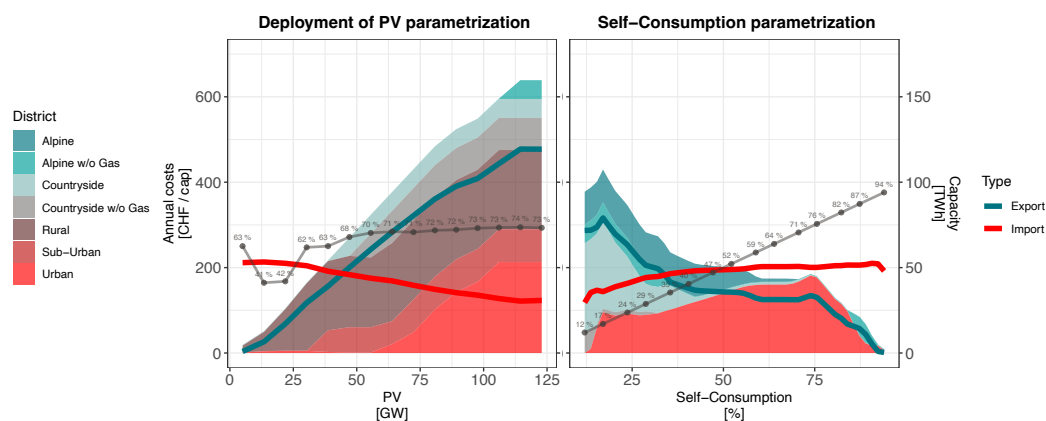 Deployment of PV parametrization
Self−Consumption parametrization
District
Alpine
Alpine w/o Gas
Countryside
Countryside w/o Gas
Rural
Sub−Urban
Urban
Annual costs
[CHF / cap]
600
400
200
0
63 %
41 %
42 %
62 %
63 %
68 %
70 %
71 %
71 %
72 %
72 %
73 %
73 %
74 %
73 %
0
25
50
75
100
125
PV
[GW]
12 %
17 %
24 %
29 %
35 %
47 %
52 %
59 %
64 %
71 %
76 %
82 %
87 %
94 %
25
50
75
Self−Consumption
[%]
150
100
50
0
Capacity
[TWh]
Type
Export
Import